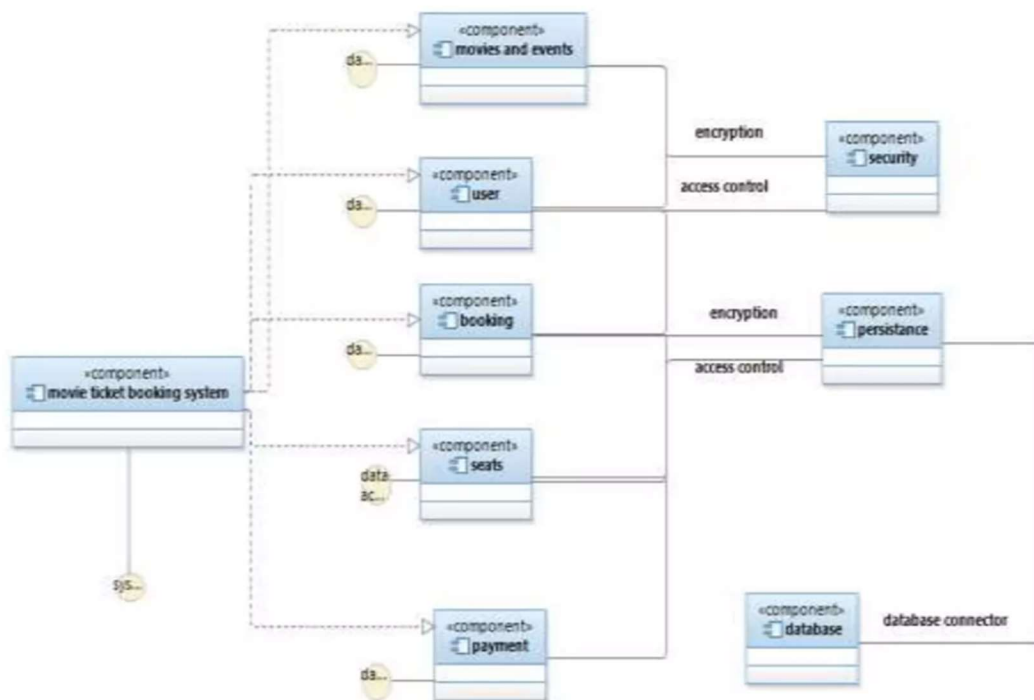 «component»
movies and events
da...
encryption
«component»
security
«component»
user
access control
da...
«component»
booking
encryption
«component»
persistance
da...
access control
«component»
movie ticket booking system
«component»
seats
data
ac...
sys...
«component»
payment
«component»
database
database connector
da...